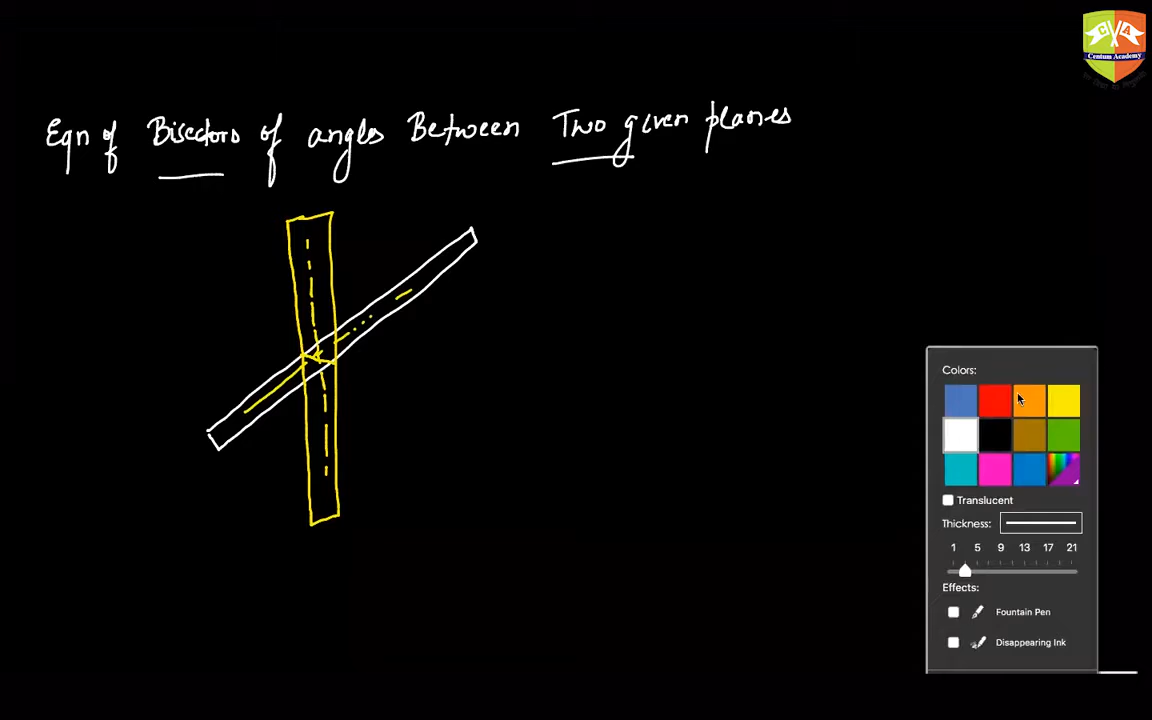 C A
Centum Academy
Eqn of Bisectors of angles Between Two given planes
Colors:
Translucent
Thickness:
1 5 9 13 17 21
Effects:
Fountain Pen
Disappearing Ink